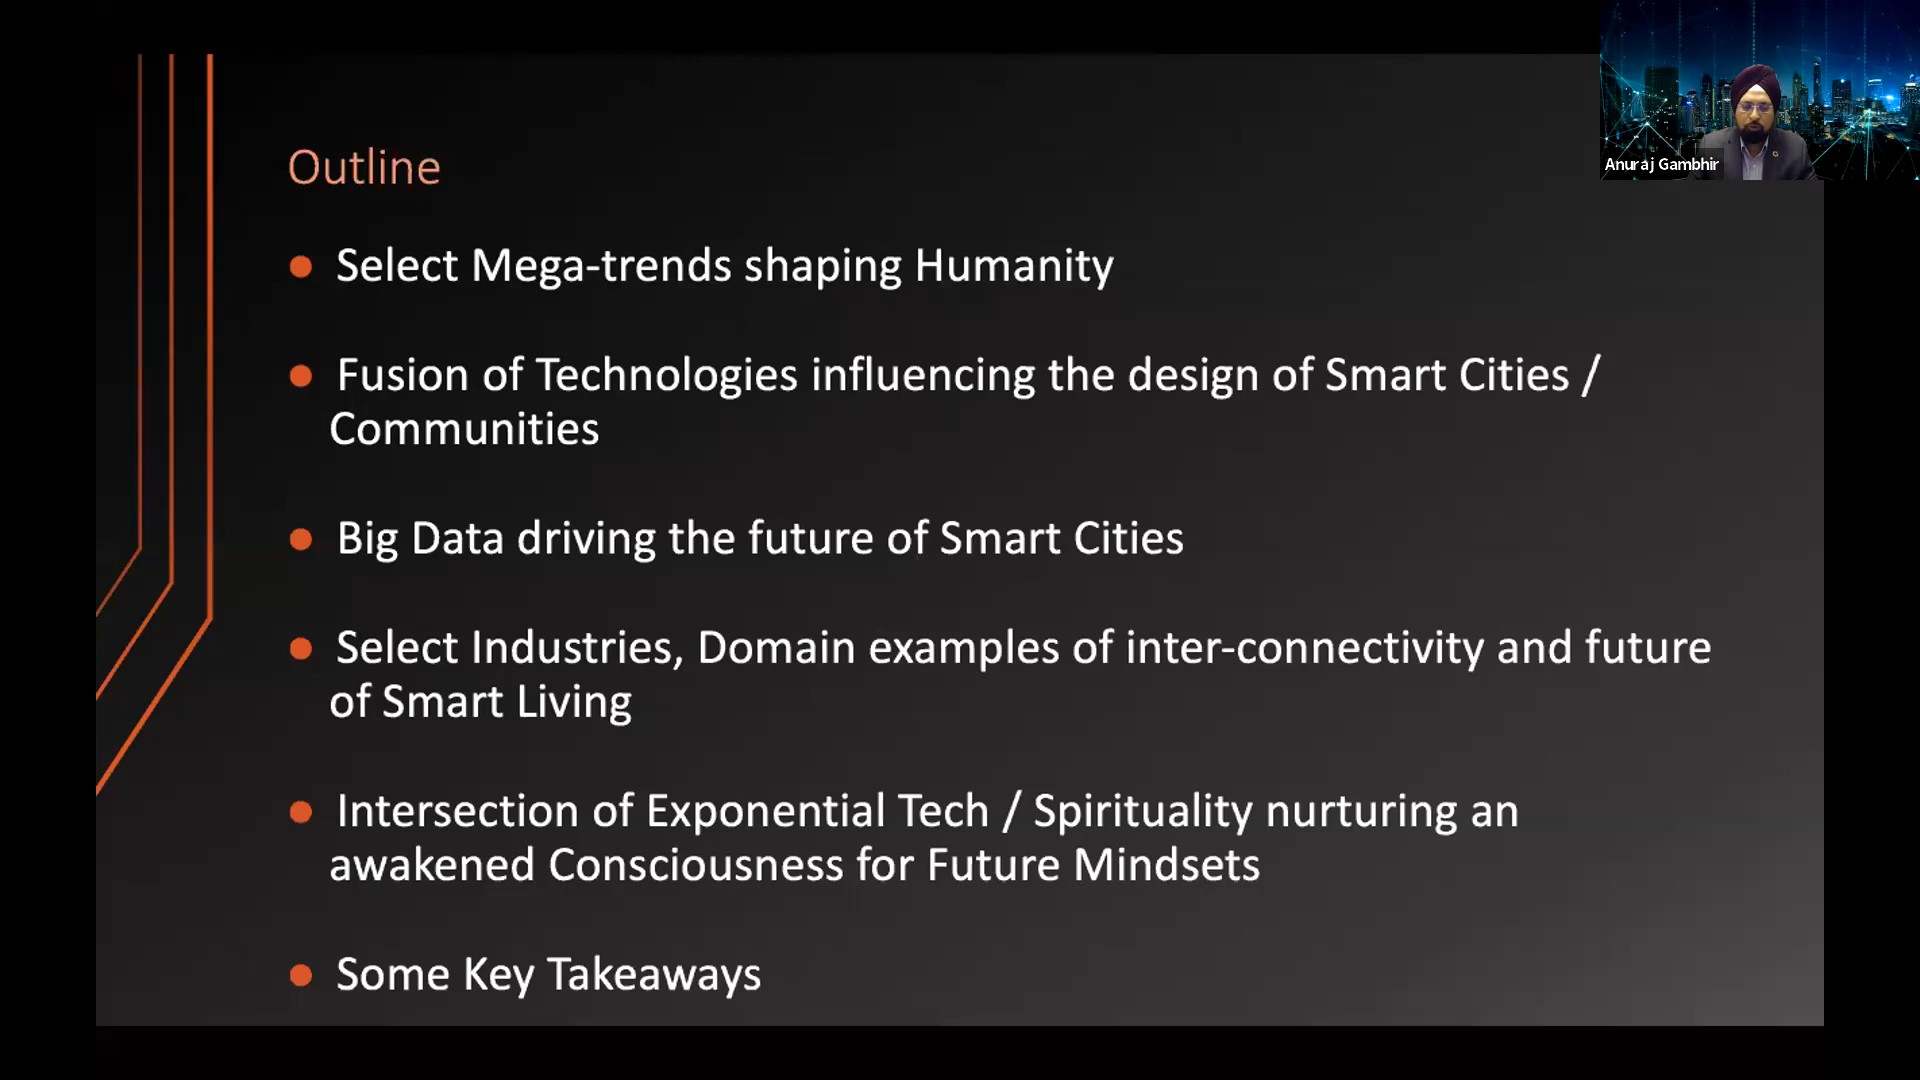 Outline
Select Mega-trends shaping Humanity
Fusion of Technologies influencing the design of Smart Cities /
Communities
Big Data driving the future of Smart Cities
Select Industries, Domain examples of inter-connectivity and future
of Smart Living
Intersection of Exponential Tech / Spirituality nurturing an
awakened Consciousness for Future Mindsets
Some Key Takeaways
Anuraj Gambhir